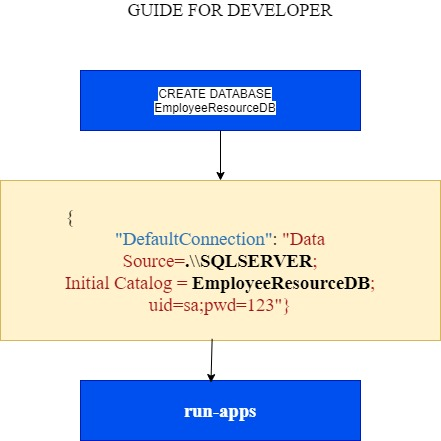 GUIDE FOR DEVELOPER
CREATE DATABASE
EmployeeResourceDB
{
"DefaultConnection": "Data
Source=.\\SQLSERVER;
Initial Catalog = EmployeeResourceDB;
uid=sa;pwd=123"}
run-apps